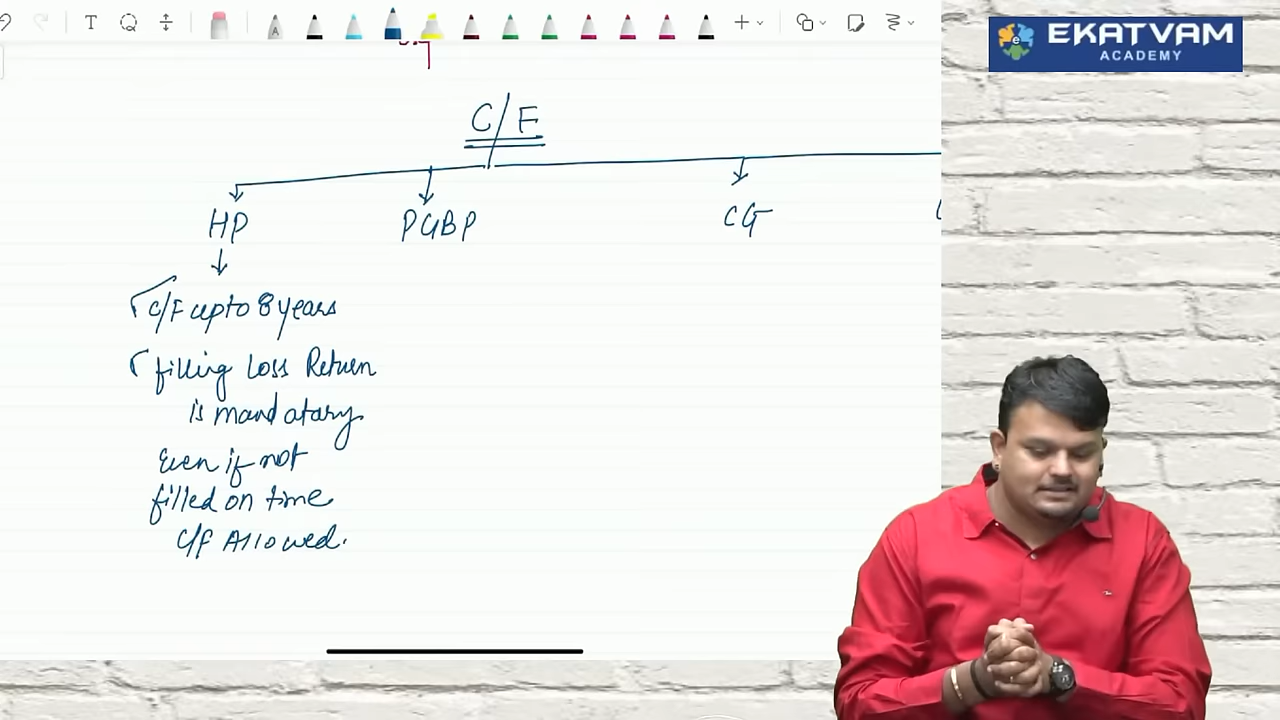 EKATVAM
ACADEMY
C/F
HP
PGBP
CG
C/F upto 8 years
filling Loss Return
is mandatary
Even if not
filled on time
C/F Allowed.